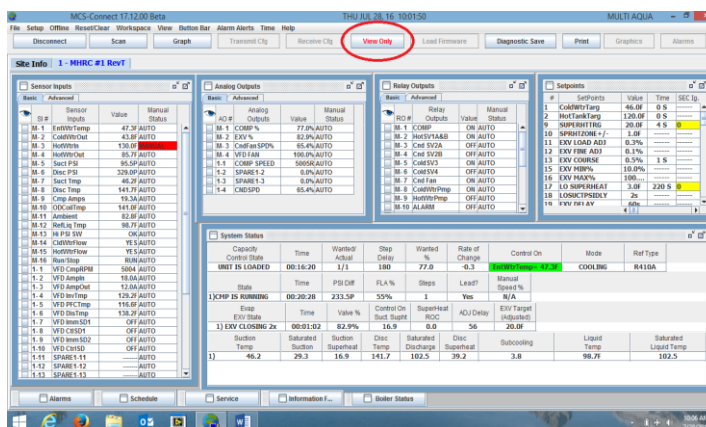 MCS-Connect 17.12.00 Beta THU JUL 28, 16 10:01:50 MULTI AQUA
File Setup Offline Reset/Clear Workspace View Button Bar Alarm Alerts Time Help
Disconnect Scan Graph Transmit Cfg Receive Cfg View Only Load Firmware Diagnostic Save Print Graphics Alarms
Site Info 1 - MHRC #1 RevT
Sensor Inputs
Basic Advanced
SI # Sensor Inputs Value Manual Status
M-1 EntWtrTemp 47.3F AUTO
M-2 ColdWtrOut 43.8F AUTO
M-3 HotWtrIn 130.0F MANUAL
M-4 HotWtrOut 85.7F AUTO
M-5 Suct PSI 95.5P AUTO
M-6 Disc PSI 329.0P AUTO
M-7 Suct Temp 46.2F AUTO
M-8 Disc Temp 141.7F AUTO
M-9 Cmp Amps 19.3A AUTO
M-10 ODCoilTmp 141.0F AUTO
M-11 Ambient 82.8F AUTO
M-12 RefLiq Tmp 98.7F AUTO
M-13 Hi PSI SW OK AUTO
M-14 CldWtrFlow YES AUTO
M-15 HotWtrFlow YES AUTO
M-16 Run/Stop RUN AUTO
1-1 VFD CmpRPM 5004 AUTO
1-2 VFD AmpIn 18.0A AUTO
1-3 VFD AmpOut 12.0A AUTO
1-4 VFD InvTmp 129.2F AUTO
1-5 VFD PFCTmp 116.6F AUTO
1-6 VFD DisTmp 138.2F AUTO
1-7 VFD ImmSD1 OFF AUTO
1-8 VFD CBSD1 OFF AUTO
1-9 VFD ImmSD2 OFF AUTO
1-10 VFD CtrlSD OFF AUTO
1-11 SPARE1-11 ------ AUTO
1-12 SPARE1-12 ------ AUTO
1-13 SPARE1-13 ------ AUTO
Analog Outputs
Basic Advanced
AO # Analog Outputs Value Manual Status
M-1 COMP % 77.0% AUTO
M-2 EXV % 82.9% AUTO
M-3 CndFanSPD% 65.4% AUTO
M-4 VFD FAN 100.0% AUTO
1-1 COMP SPEED 5005R AUTO
1-2 SPARE1-2 0.0% AUTO
1-3 SPARE1-3 0.0% AUTO
1-4 CNDSPD 65.4% AUTO
Relay Outputs
Basic Advanced
RO # Relay Outputs Value Manual Status
M-1 COMP ON AUTO
M-2 HotSV1A&B ON AUTO
M-3 Cnd SV2A OFF AUTO
M-4 Cnd SV2B OFF AUTO
M-5 ColdSV3 ON AUTO
M-6 ColdSV4 OFF AUTO
M-7 Cnd Fan ON AUTO
M-8 ColdWtrPmp ON AUTO
M-9 HotWtrPmp ON AUTO
M-10 ALARM OFF AUTO
Setpoints
# SetPoints Value Time SEC Ig.
1 ColdWtrTarg 46.0F 0 S ------
2 HotTankTarg 120.0F 0 S ------
9 SUPERHTTRG 20.0F 4 S 0
10 SPRHTZONE+/- 1.0F ------ ------
11 EXV LOAD ADJ 0.3% ------ ------
12 EXV FINE ADJ 0.1% ------ ------
13 EXV COURSE 0.5% 1 S ------
15 EXV MIN% 10.0% ------ ------
16 EXV MAX% 100.... ------ ------
17 LO SUPERHEAT 3.0F 220 S 0
18 LOSUCTPSIDLY 2s ------ ------
19 EXV DELAY 60s
System Status
Capacity Control State Time Wanted/ Actual Step Delay Wanted % Rate of Change Control On Mode Ref Type
UNIT IS LOADED 00:16:20 1/1 180 77.0 -0.3 EntWtrTemp= 47.3F COOLING R410A
State Time PSI Diff FLA % Steps Lead? Manual Speed %
1)CMP IS RUNNING 00:20:28 233.5P 55% 1 Yes N/A
Evap EXV State Time Valve % Control On Suct. Supht SuperHeat ROC ADJ Delay EXV Target (Adjusted)
1) EXV CLOSING 2x 00:01:02 82.9% 16.9 0.0 56 20.0F
Suction Temp Saturated Suction Suction Superheat Disc Temp Saturated Discharge Disc Superheat Subcooling Liquid Temp Saturated Liquid Temp
1) 46.2 29.3 16.9 141.7 102.5 39.2 3.8 98.7F 102.5
Alarms Schedule Service Information F... Boiler Status
10:06 AM